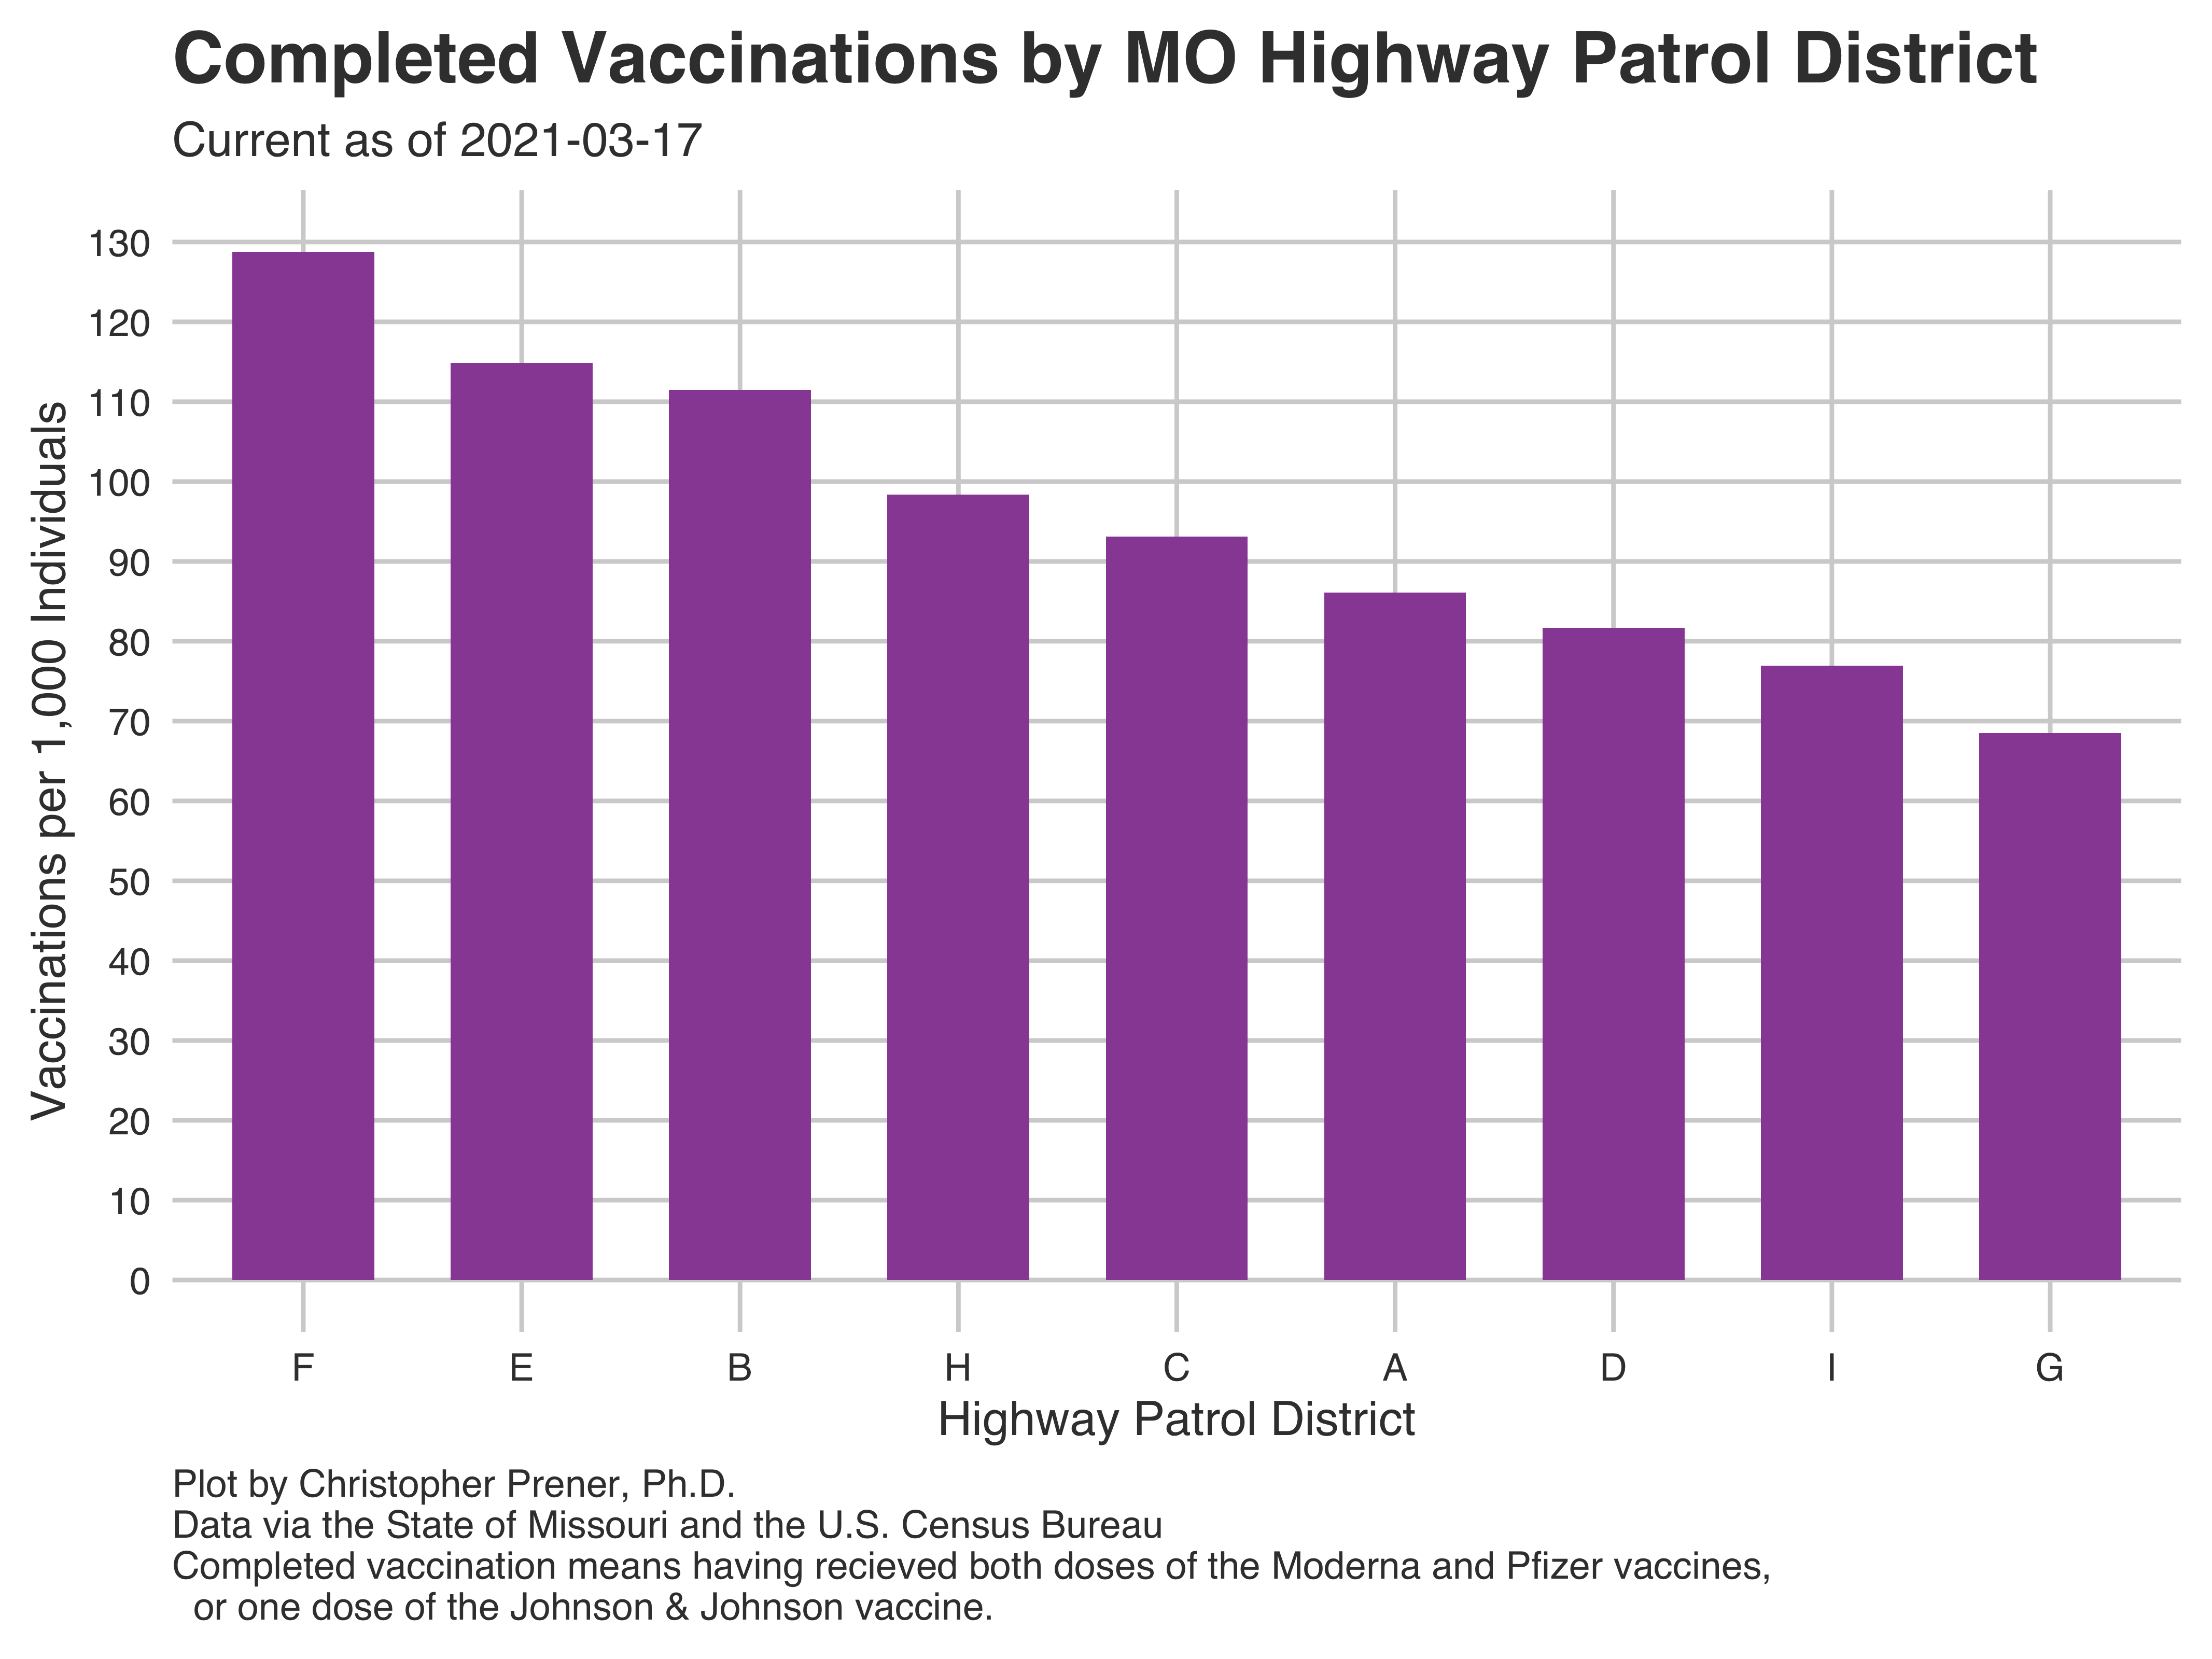 Completed Vaccinations by MO Highway Patrol District
Current as of 2021-03-17
Vaccinations per 1,000 Individuals
130
120
110
100
90
80
70
60
50
40
30
20
10
0
F E B H C A D I G
Highway Patrol District
Plot by Christopher Prener, Ph.D.
Data via the State of Missouri and the U.S. Census Bureau
Completed vaccination means having recieved both doses of the Moderna and Pfizer vaccines,
or one dose of the Johnson & Johnson vaccine.